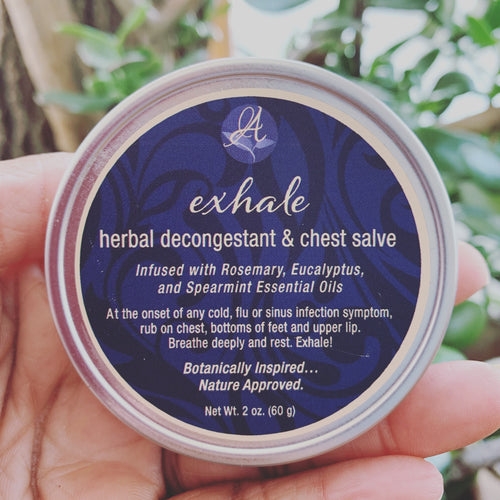 A
exhale
herbal decongestant & chest salve
Infused with Rosemary, Eucalyptus,
and Spearmint Essential Oils
At the onset of any cold, flu or sinus infection symptom,
rub on chest, bottoms of feet and upper lip.
Breathe deeply and rest. Exhale!
Botanically Inspired...
Nature Approved.
Net Wt. 2 oz. (60 g)